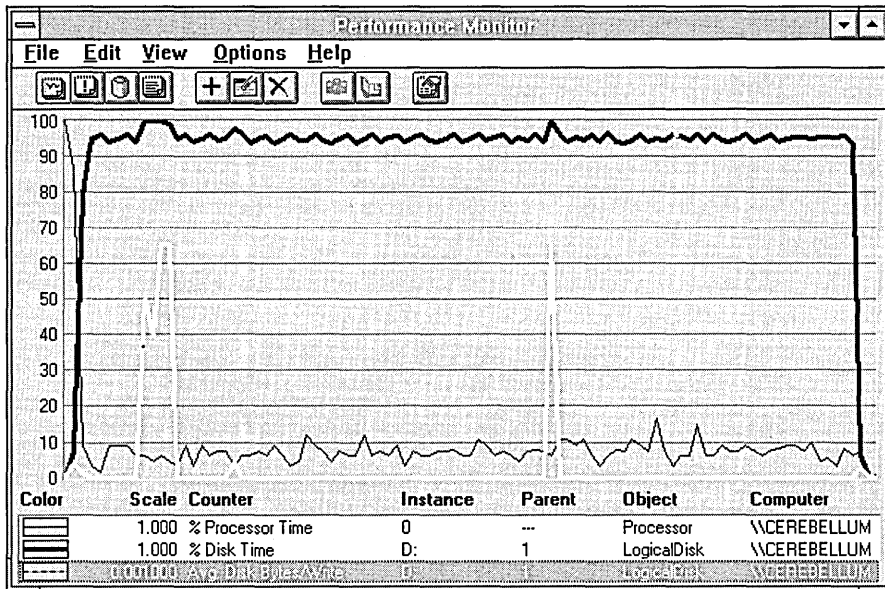 Performance Monitor
File Edit View Options Help
100
90
80
70
60
50
40
30
20
10
0
Color Scale Counter Instance Parent Object Computer
1.000 % Processor Time 0 --- Processor \\CEREBELLUM
1.000 % Disk Time D: 1 LogicalDisk \\CEREBELLUM
Avg. Disk Bytes/Write D: 1 LogicalDisk \\CEREBELLUM